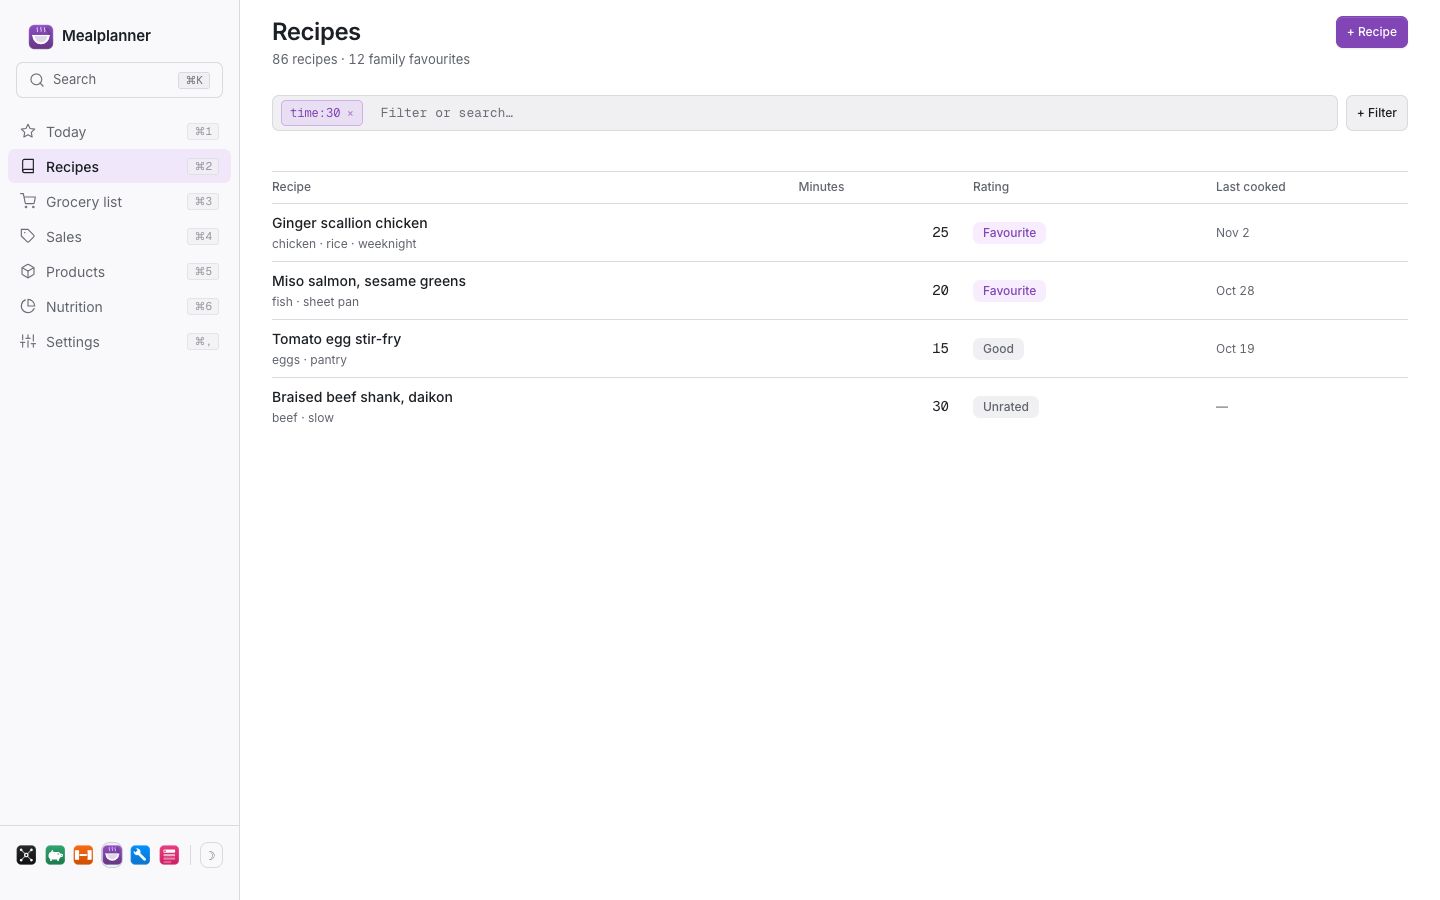 Mealplanner
Search ⌘K
Today ⌘1
Recipes ⌘2
Grocery list ⌘3
Sales ⌘4
Products ⌘5
Nutrition ⌘6
Settings ⌘,
Recipes
86 recipes · 12 family favourites
+ Recipe
time:30 × Filter or search…
+ Filter
Recipe Minutes Rating Last cooked
Ginger scallion chicken
chicken · rice · weeknight
25 Favourite Nov 2
Miso salmon, sesame greens
fish · sheet pan
20 Favourite Oct 28
Tomato egg stir-fry
eggs · pantry
15 Good Oct 19
Braised beef shank, daikon
beef · slow
30 Unrated —